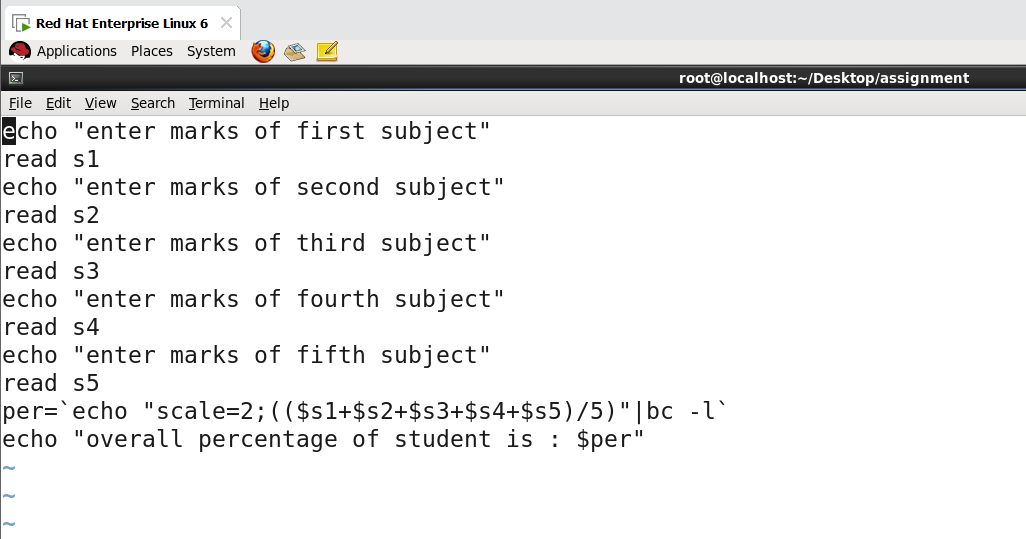 Red Hat Enterprise Linux 6
Applications Places System
root@localhost:~/Desktop/assignment
File Edit View Search Terminal Help
echo "enter marks of first subject"
read s1
echo "enter marks of second subject"
read s2
echo "enter marks of third subject"
read s3
echo "enter marks of fourth subject"
read s4
echo "enter marks of fifth subject"
read s5
per=`echo "scale=2;(($s1+$s2+$s3+$s4+$s5)/5)"|bc -l`
echo "overall percentage of student is : $per"
~
~
~